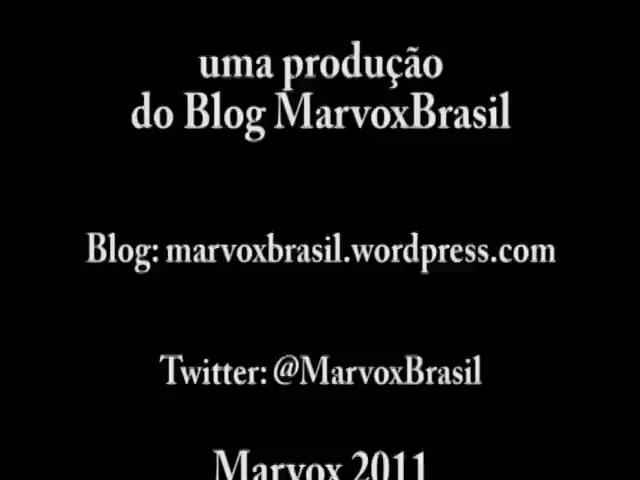 uma produção
do Blog MarvoxBrasil
Blog: marvoxbrasil.wordpress.com
Twitter: @MarvoxBrasil
Marvox 2011